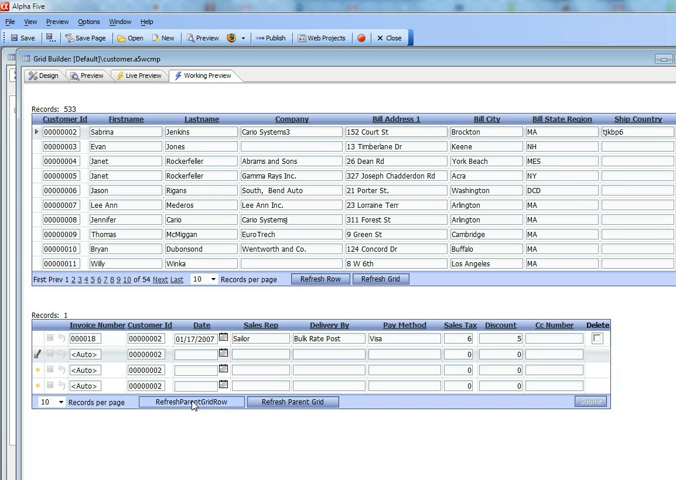 Alpha Five
File View Preview Options Window Help
Save Save Page Open New Preview Publish Web Projects Close
Grid Builder: [Default]\customer.a5wcmp
Design Preview Live Preview Working Preview
Records: 533
Customer Id Firstname Lastname Company Bill Address 1 Bill City Bill State Region Ship Country
00000002 Sabrina Jenkins Cario Systems3 152 Court St Brockton MA tjkbp6
00000003 Evan Jones 13 Timberlane Dr Keene NH
00000004 Janet Rockerfeller Abrams and Sons 26 Dean Rd York Beach MES
00000005 Janet Rockerfeller Gamma Rays Inc. 327 Joseph Chadderdon Rd Acra NY
00000006 Jason Rigans South, Bend Auto 21 Porter St. Washington DCD
00000007 Lee Ann Mederos Lee Ann Inc. 23 Lorraine Terr Arlington MA
00000008 Jennifer Cario Cario Systemsj 311 Forest St Arlington MA
00000009 Thomas McMiggan EuroTrech 9 Green St Cambridge MA
00000010 Bryan Dubonsond Wentworth and Co. 124 Concord Dr Buffalo MA
00000011 Willy Winka 8 W 6th Los Angeles MA
First Prev 1 2 3 4 5 6 7 8 9 10 of 54 Next Last 10 Records per page Refresh Row Refresh Grid
Records: 1
Invoice Number Customer Id Date Sales Rep Delivery By Pay Method Sales Tax Discount Cc Number Delete
000018 00000002 01/17/2007 Sailor Bulk Rate Post Visa 6 5
<Auto> 00000002 0 0
<Auto> 00000002 0 0
<Auto> 00000002 0 0
10 Records per page RefreshParentGridRow Refresh Parent Grid Submit